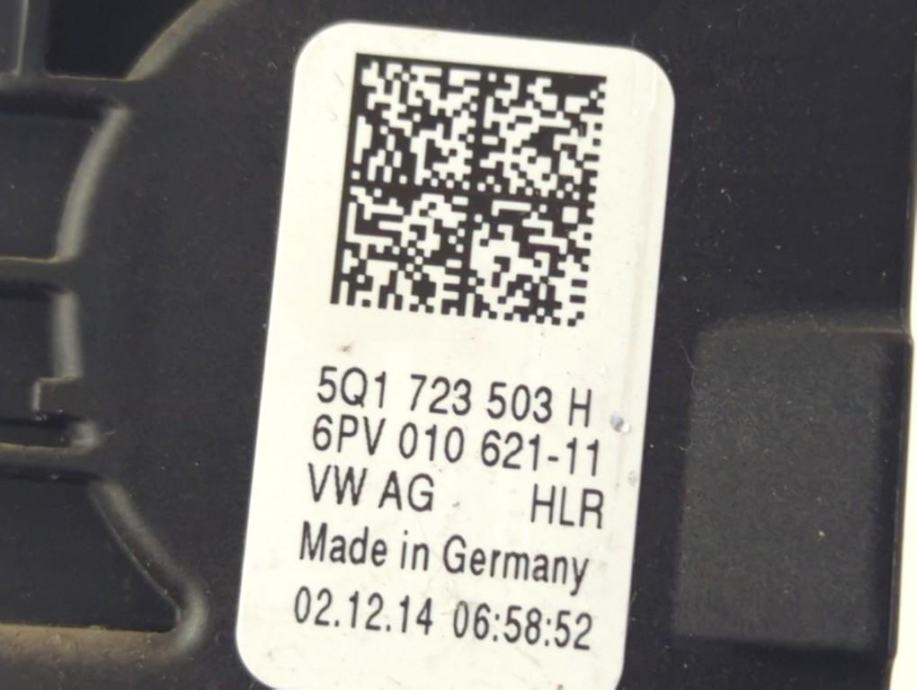 5Q1 723 503 H
6PV 010 621-11
VW AG HLR
Made in Germany
02.12.14 06:58:52